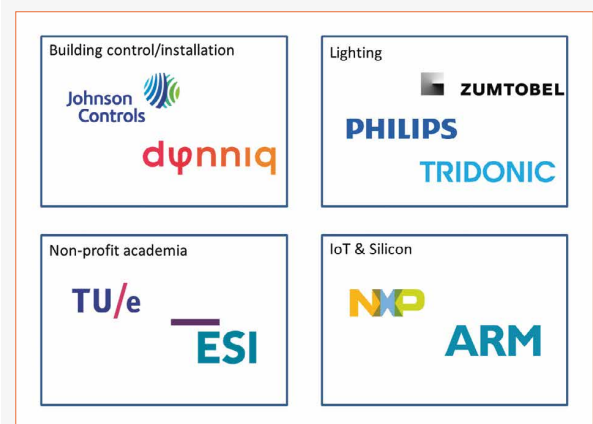 Building control/installation
Johnson
Controls
dynniq
Lighting
ZUMTOBEL
PHILIPS
TRIDONIC
Non-profit academia
TU/e
ESI
IoT & Silicon
NXP
ARM